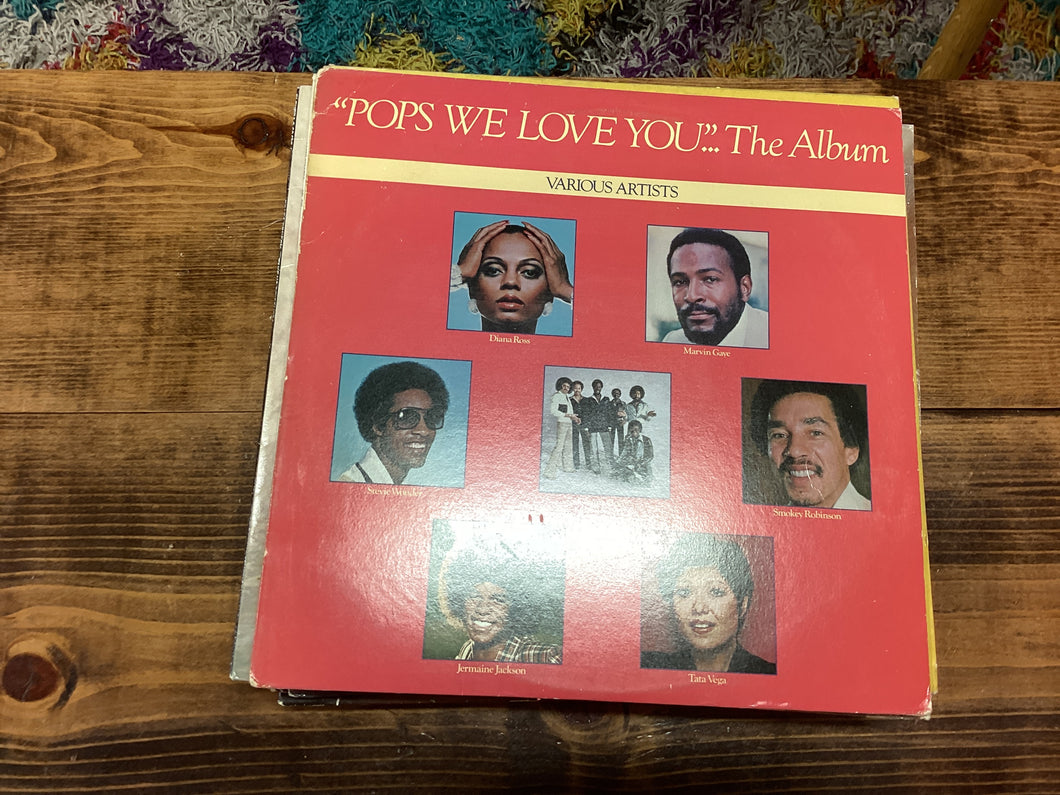 “POPS WE LOVE YOU”... The Album
VARIOUS ARTISTS
Diana Ross
Marvin Gaye
Stevie Wonder
Smokey Robinson
Jermaine Jackson
Tata Vega